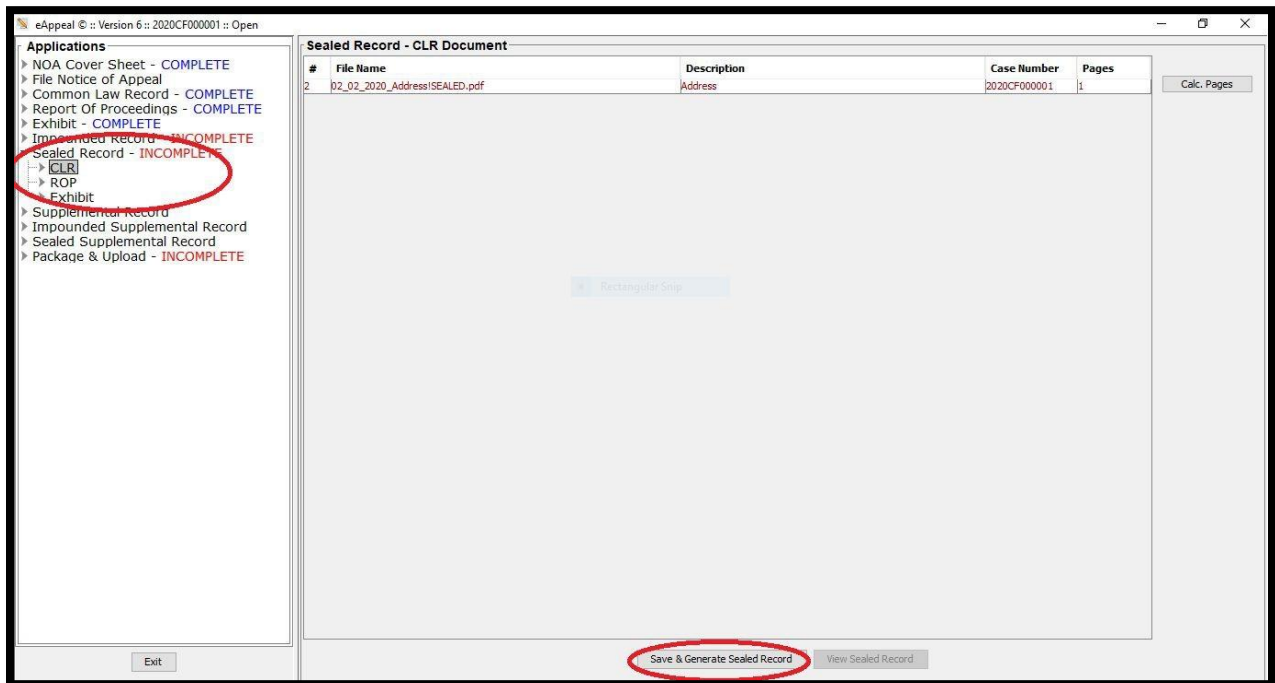 eAppeal © :: Version 6 :: 2020CF000001 :: Open
Applications
NOA Cover Sheet - COMPLETE
File Notice of Appeal
Common Law Record - COMPLETE
Report Of Proceedings - COMPLETE
Exhibit - COMPLETE
Impounded Record - INCOMPLETE
Sealed Record - INCOMPLETE
CLR
ROP
Exhibit
Supplemental Record
Impounded Supplemental Record
Sealed Supplemental Record
Package & Upload - INCOMPLETE
Exit
Sealed Record - CLR Document
# File Name Description Case Number Pages
2 02_02_2020_Address!SEALED.pdf Address 2020CF000001 1
Calc. Pages
Rectangular Snip
Save & Generate Sealed Record View Sealed Record